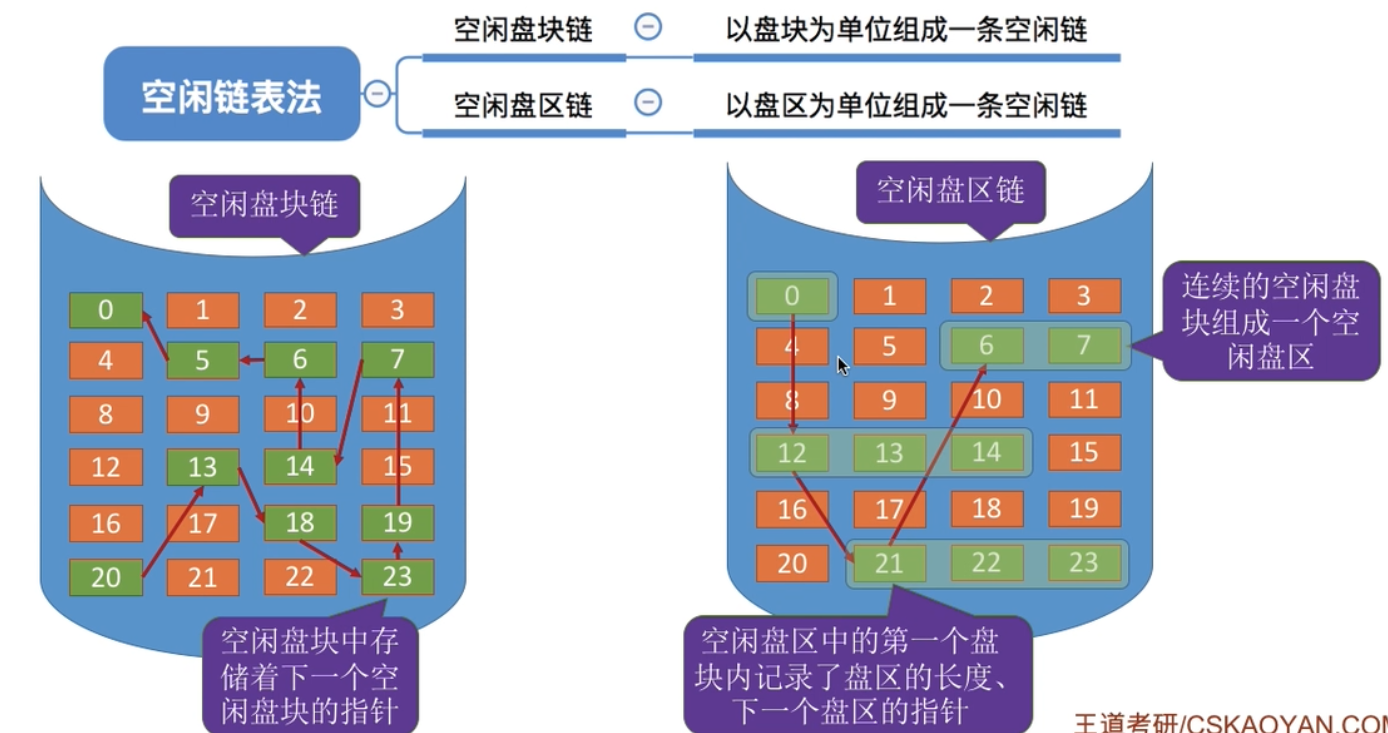 空闲链表法
空闲盘块链
以盘块为单位组成一条空闲链
空闲盘区链
以盘区为单位组成一条空闲链
空闲盘块链
0 1 2 3
4 5 6 7
8 9 10 11
12 13 14 15
16 17 18 19
20 21 22 23
空闲盘块中存
储着下一个空
闲盘块的指针
空闲盘区链
0 1 2 3
4 5 6 7
8 9 10 11
12 13 14 15
16 17 18 19
20 21 22 23
连续的空闲盘
块组成一个空
闲盘区
空闲盘区中的第一个盘
块内记录了盘区的长度、
下一个盘区的指针
王道考研/CSKAOYAN.COM